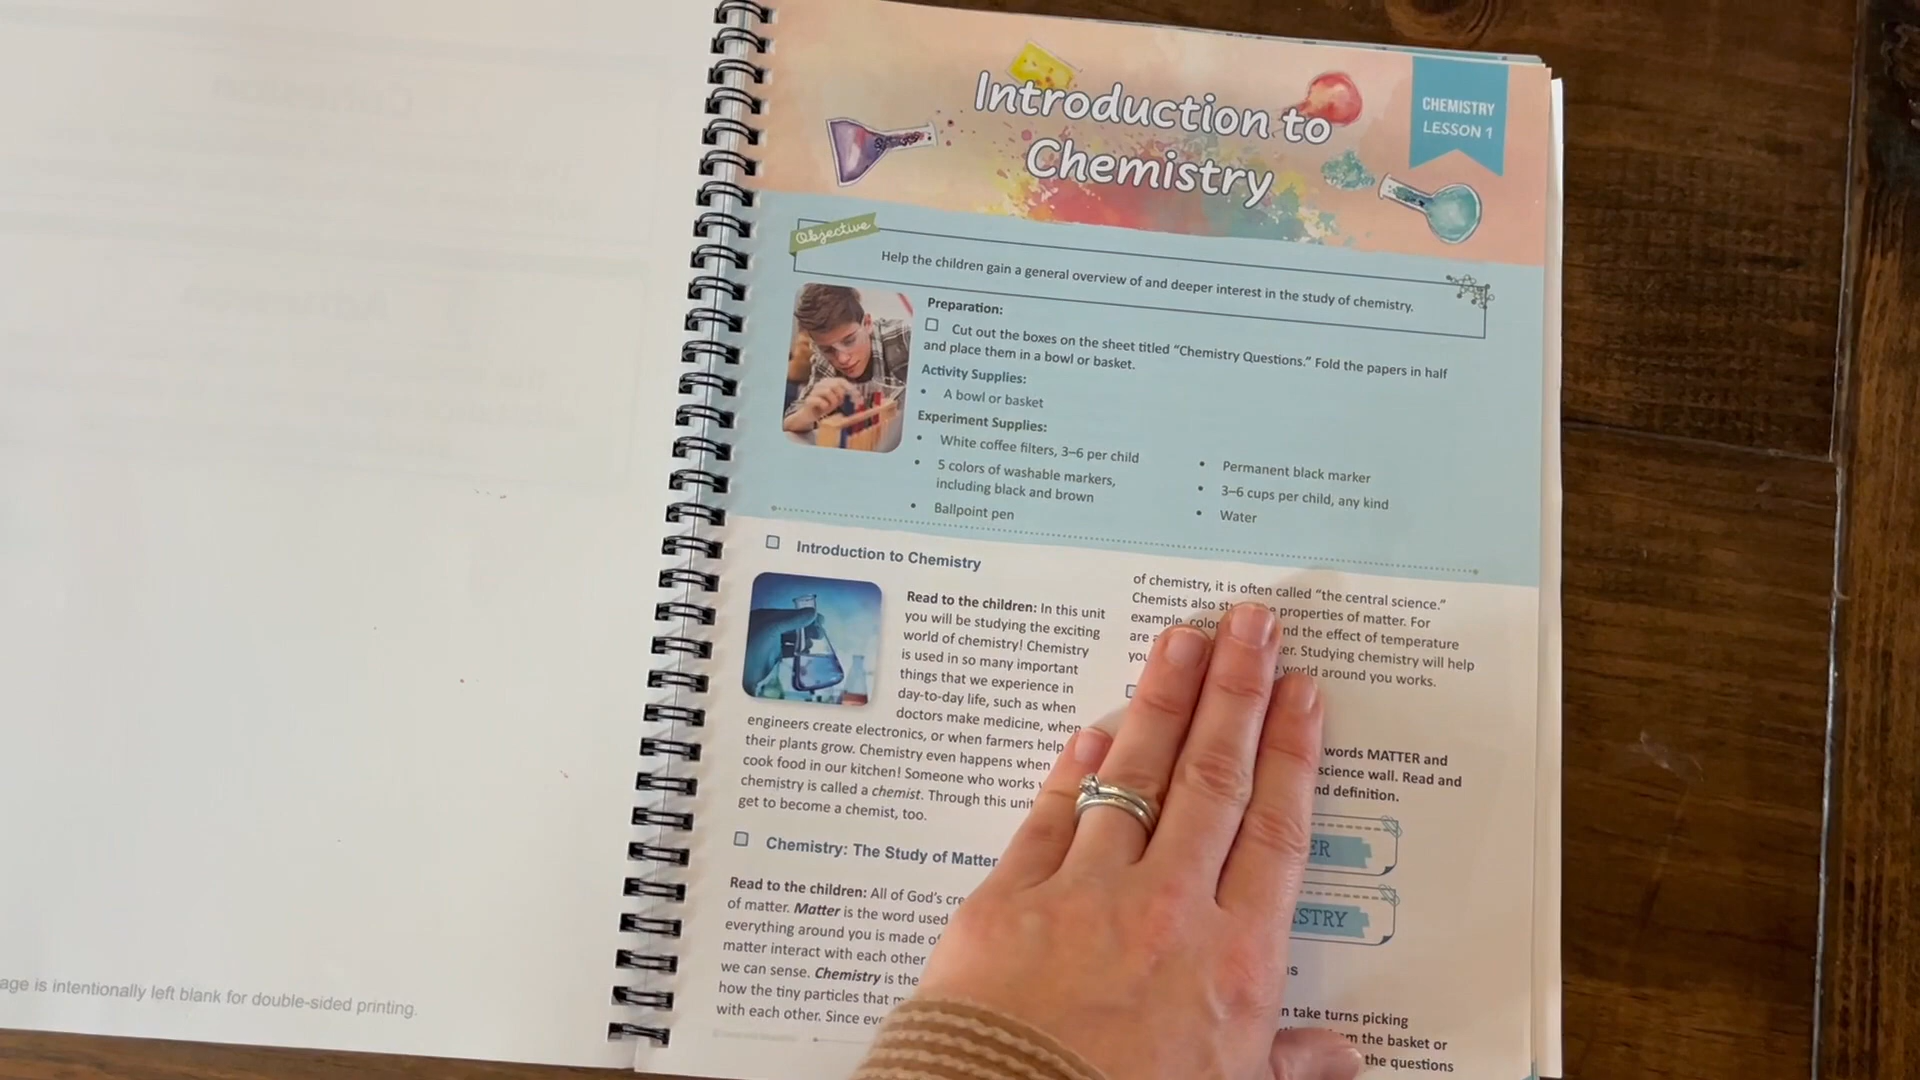 Introduction to
Chemistry
CHEMISTRY
LESSON 1
Objective
Help the children gain a general overview of and deeper interest in the study of chemistry.
Preparation:
Cut out the boxes on the sheet titled “Chemistry Questions.” Fold the papers in half
and place them in a bowl or basket.
Activity Supplies:
• A bowl or basket
Experiment Supplies:
• White coffee filters, 3–6 per child
• 5 colors of washable markers,
including black and brown
• Ballpoint pen
• Permanent black marker
• 3–6 cups per child, any kind
• Water
Introduction to Chemistry
Read to the children: In this unit
you will be studying the exciting
world of chemistry! Chemistry
is used in so many important
things that we experience in
day-to-day life, such as when
doctors make medicine, when
engineers create electronics, or when farmers help
their plants grow. Chemistry even happens when
cook food in our kitchen! Someone who works
chemistry is called a chemist. Through this unit
get to become a chemist, too.
Chemistry: The Study of Matter
Read to the children: All of God’s
of matter. Matter is the word used
everything around you is made
matter interact with each other
we can sense. Chemistry is the
how the tiny particles that
with each other. Since
of chemistry, it is often called “the central science.”
Chemists also properties of matter. For
example, and the effect of temperature
are Studying chemistry will help
world around you works.
words MATTER and
science wall. Read and
definition.
take turns picking
the basket or
the questions
age is intentionally left blank for double-sided printing.